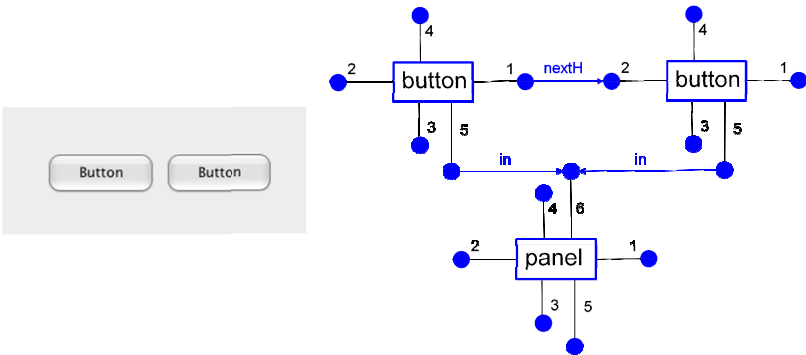 Button Button
4 4
2 button 1 nextH 2 button 1
3 5 3 5
in in
4 6
2 panel 1
3 5